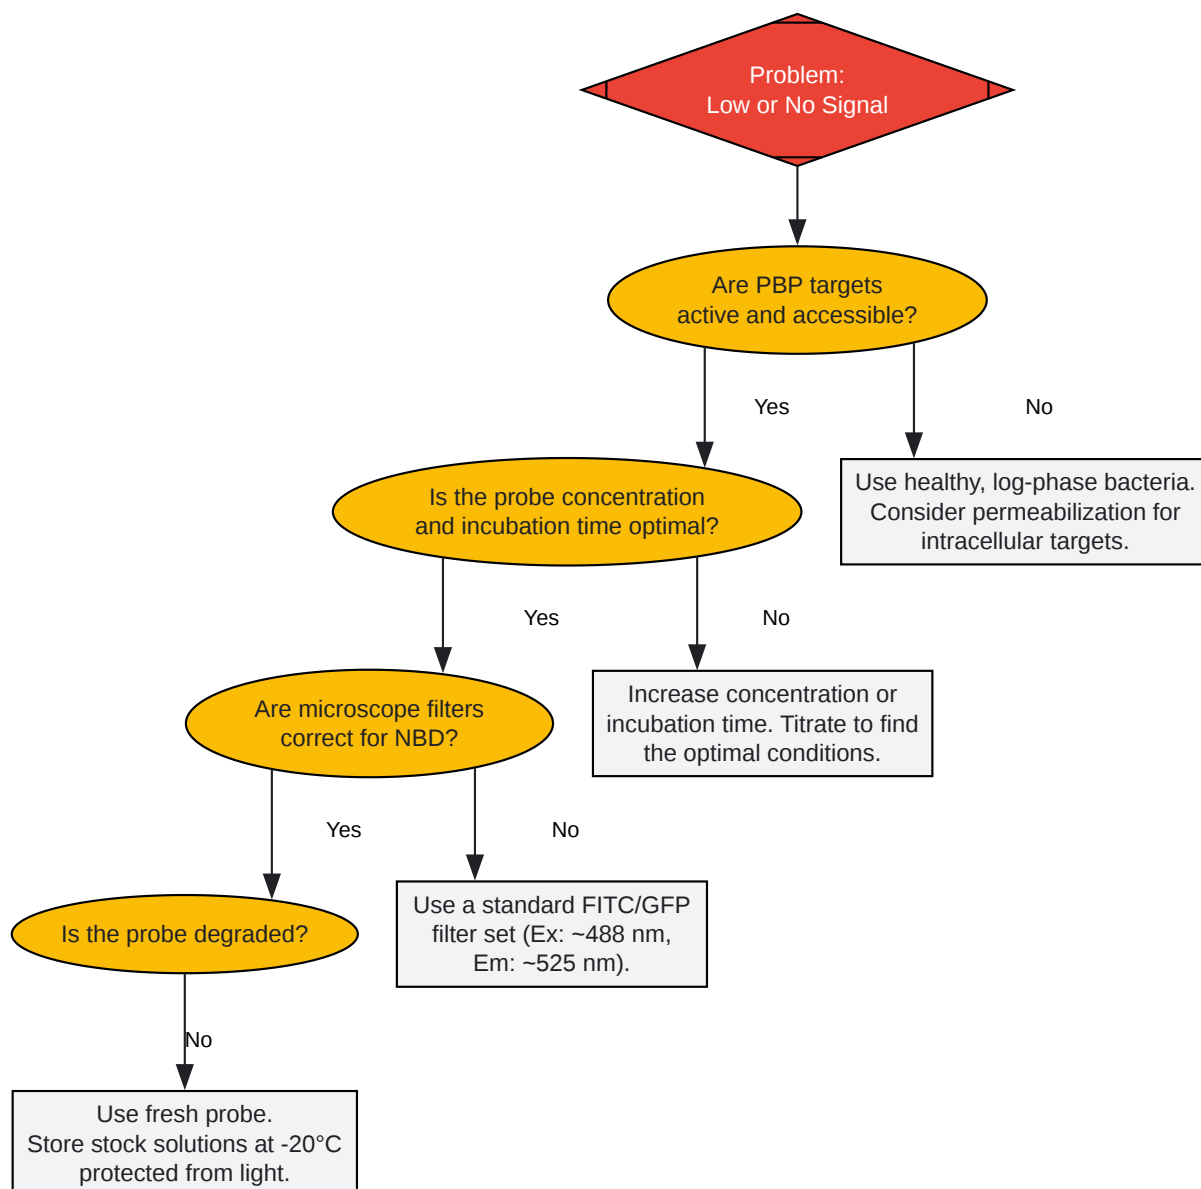 Problem:
Low or No Signal
Are PBP targets
active and accessible?
Yes
No
Is the probe concentration
and incubation time optimal?
Use healthy, log-phase bacteria.
Consider permeabilization for
intracellular targets.
Yes
No
Are microscope filters
correct for NBD?
Increase concentration or
incubation time. Titrate to find
the optimal conditions.
Yes
No
Is the probe degraded?
Use a standard FITC/GFP
filter set (Ex: ~488 nm,
Em: ~525 nm).
No
Use fresh probe.
Store stock solutions at -20°C
protected from light.